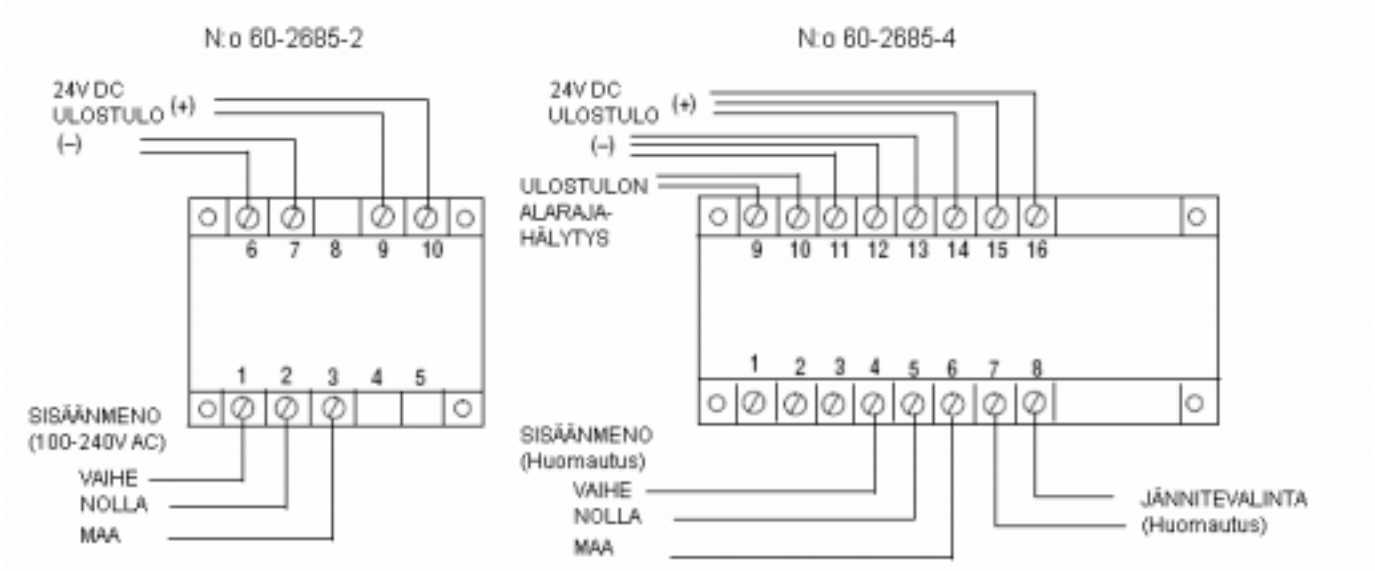 N:o 60-2685-2
24V DC
ULOSTULO (+)
(–)
6 7 8 9 10
1 2 3 4 5
SISÄÄNMENO
(100-240V AC)
VAIHE
NOLLA
MAA
N:o 60-2685-4
24V DC
ULOSTULO (+)
(–)
ULOSTULON
ALARAJA-
HÄLYTYS
9 10 11 12 13 14 15 16
1 2 3 4 5 6 7 8
SISÄÄNMENO
(Huomautus)
VAIHE
NOLLA
MAA
JÄNNITEVALINTA
(Huomautus)